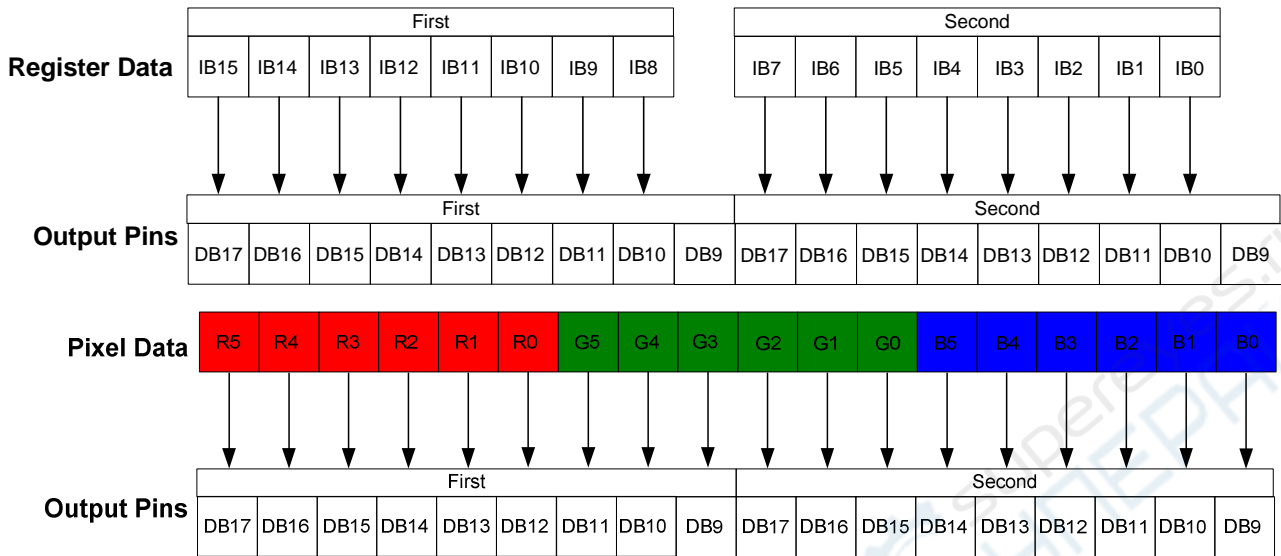 First Second
Register Data IB15 IB14 IB13 IB12 IB11 IB10 IB9 IB8 IB7 IB6 IB5 IB4 IB3 IB2 IB1 IB0
First Second
Output Pins DB17 DB16 DB15 DB14 DB13 DB12 DB11 DB10 DB9 DB17 DB16 DB15 DB14 DB13 DB12 DB11 DB10 DB9
Pixel Data R5 R4 R3 R2 R1 R0 G5 G4 G3 G2 G1 G0 B5 B4 B3 B2 B1 B0
First Second
Output Pins DB17 DB16 DB15 DB14 DB13 DB12 DB11 DB10 DB9 DB17 DB16 DB15 DB14 DB13 DB12 DB11 DB10 DB9